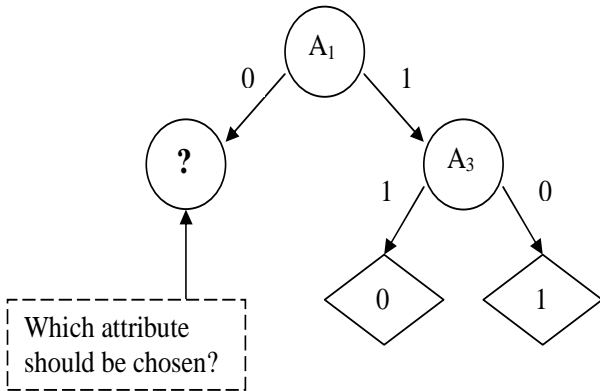 A₁
0 1
?
A₃
1 0
0 1
Which attribute
should be chosen?